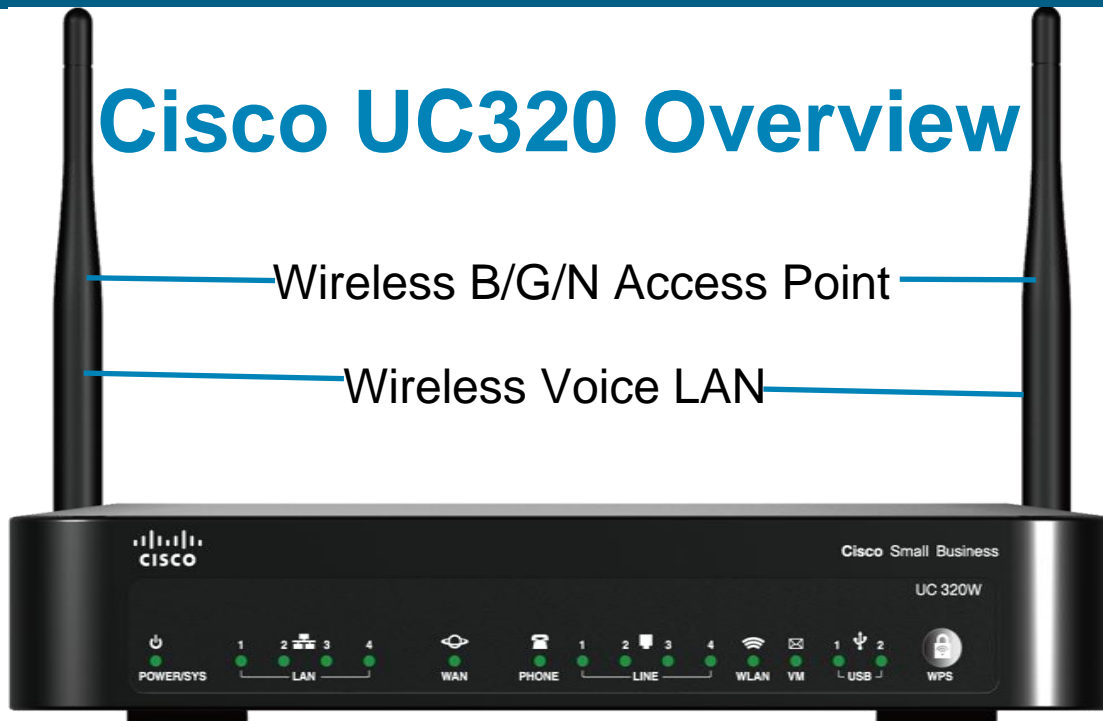 Cisco UC320 Overview
Wireless B/G/N Access Point
Wireless Voice LAN
CISCO
Cisco Small Business
UC 320W
1 2 3 4 1 2 3 4 1 2
POWER/SYS LAN WAN PHONE LINE WLAN VM USB WPS